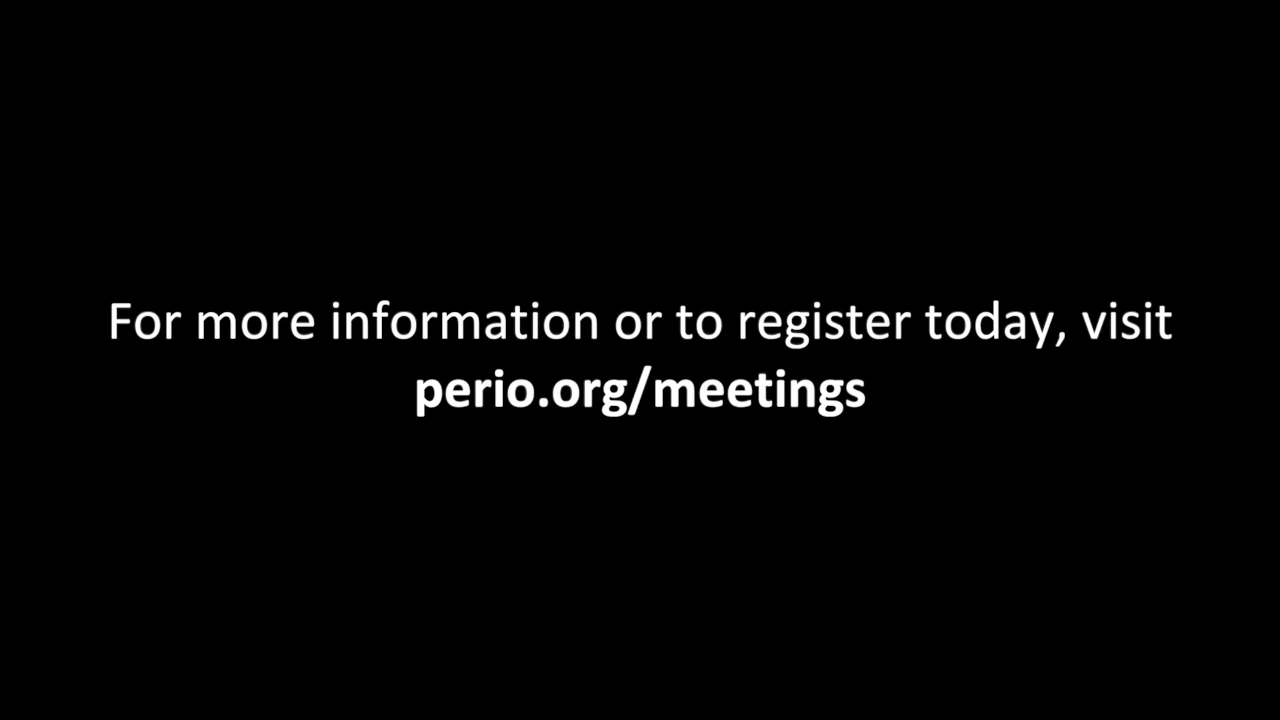 For more information or to register today, visit
perio.org/meetings